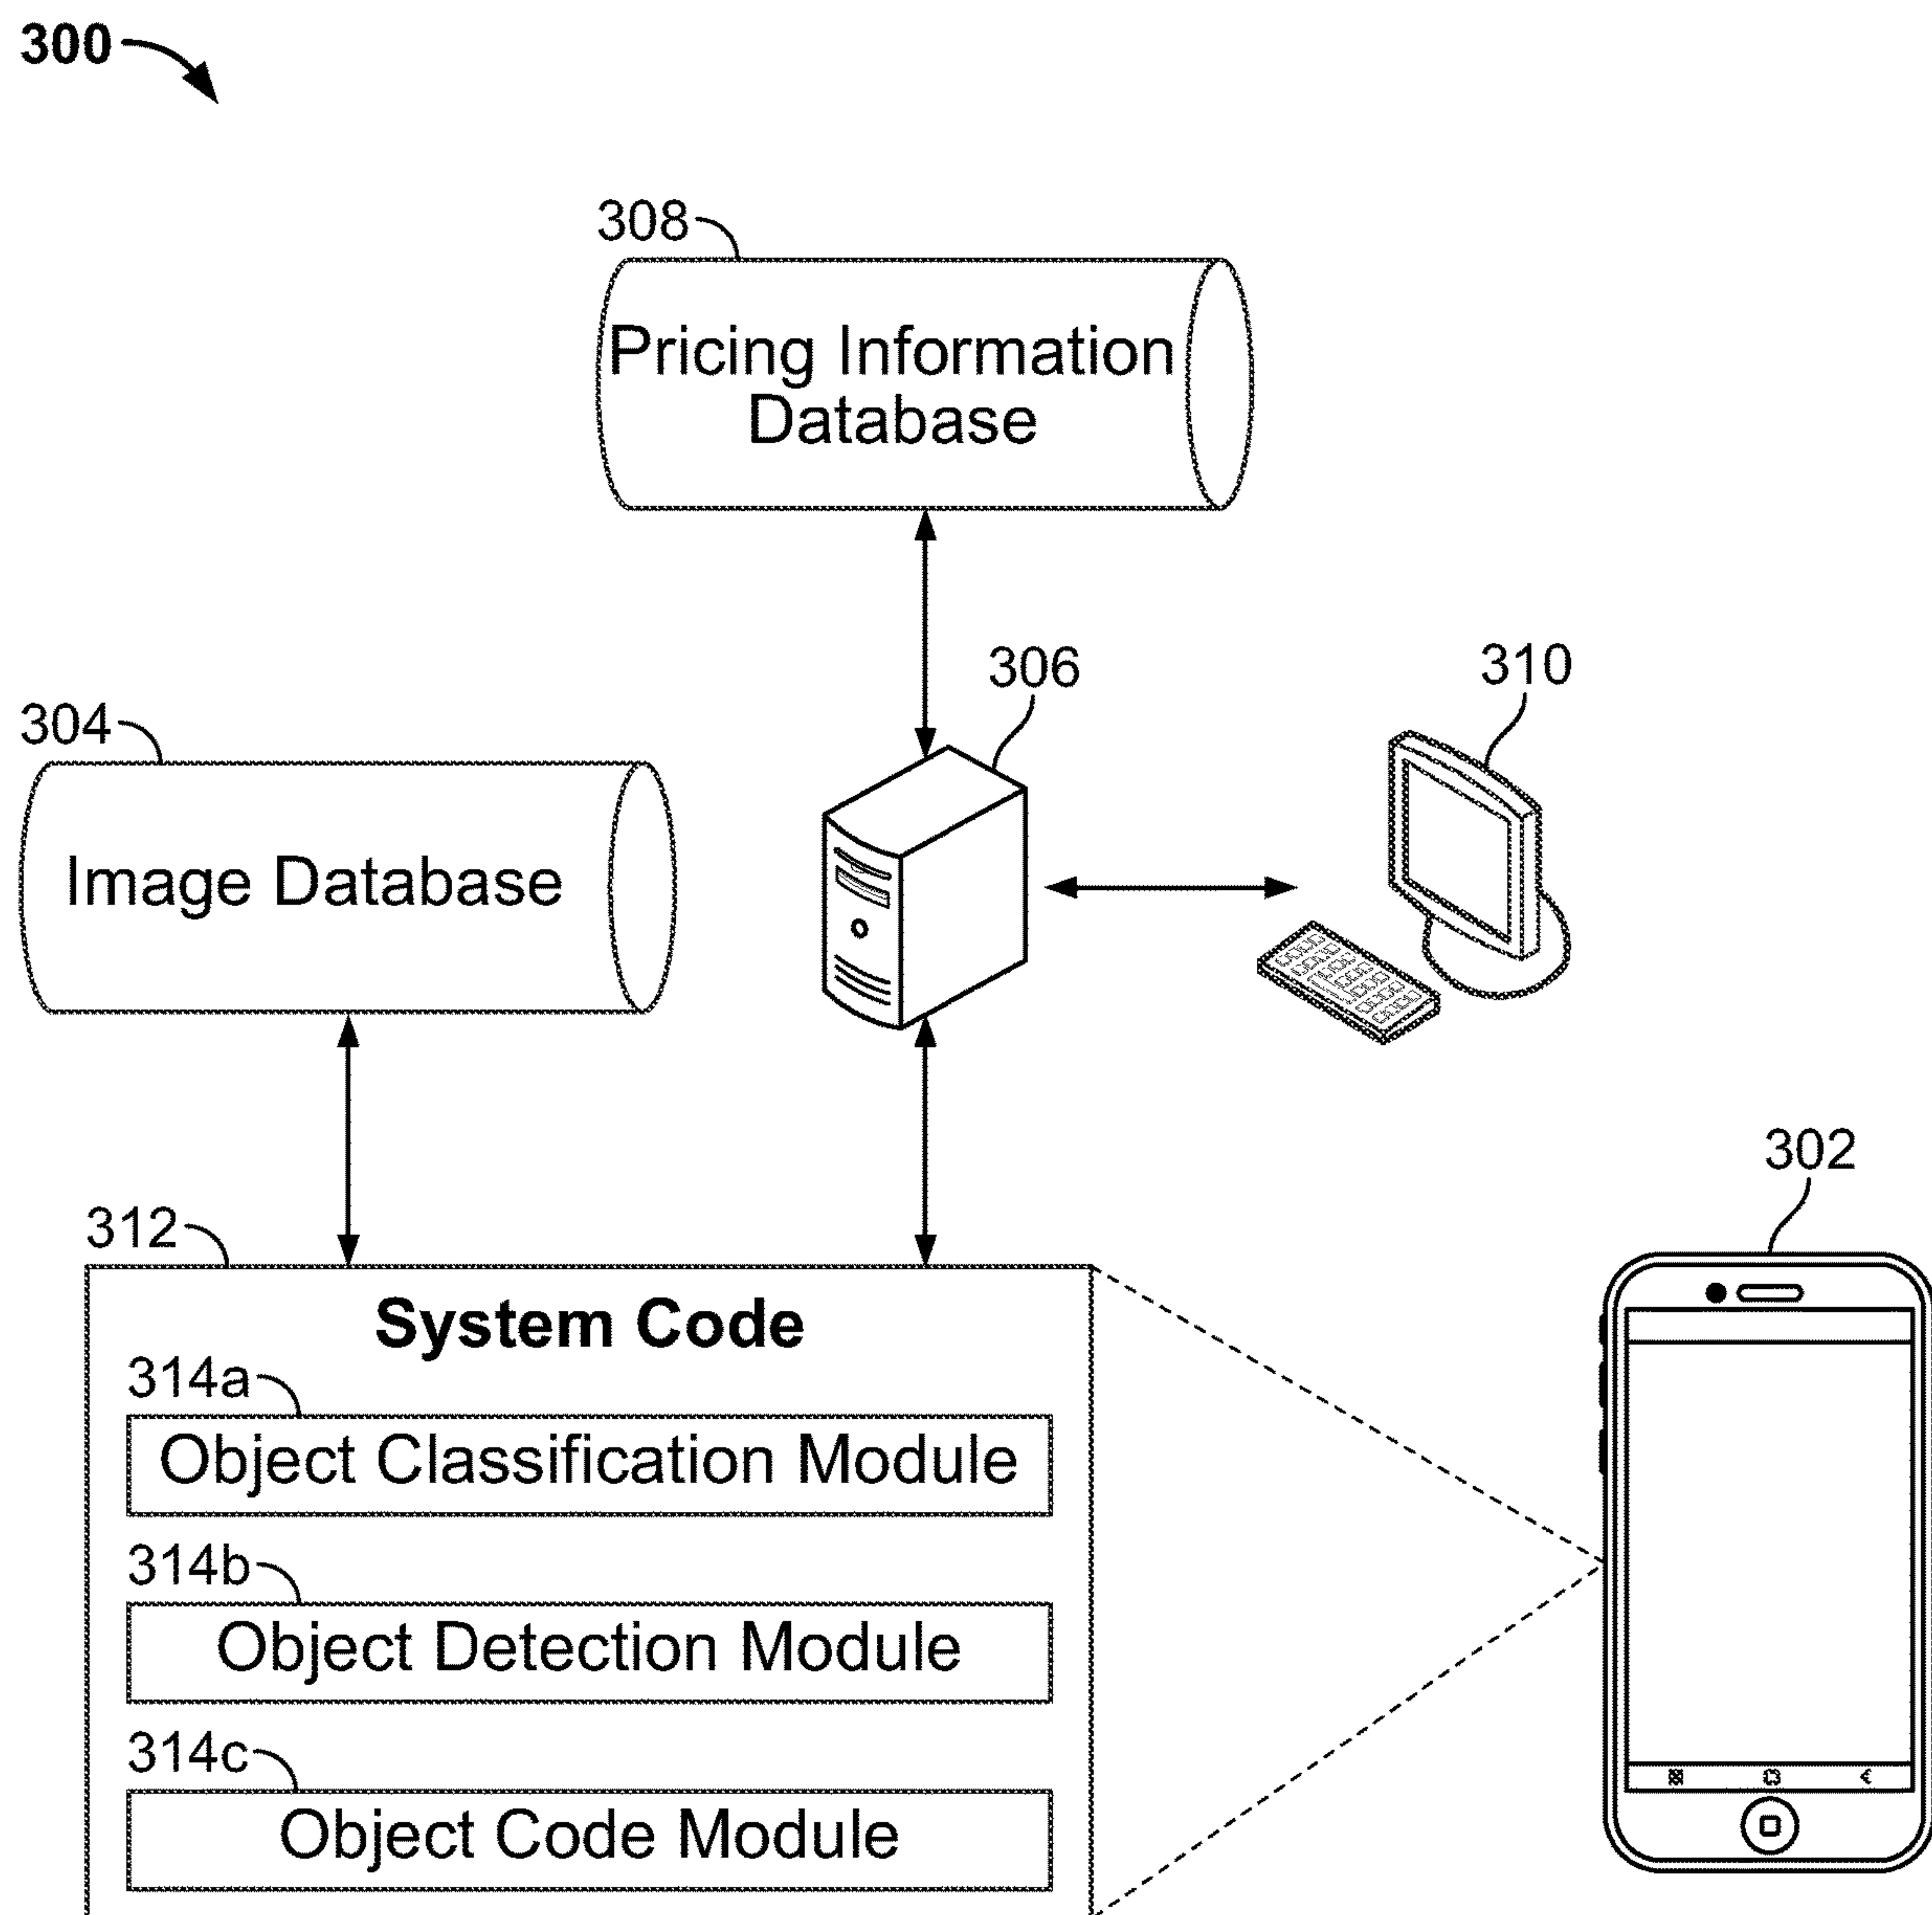 300
308
Pricing Information
Database
306
310
304
Image Database
302
312
System Code
314a
Object Classification Module
314b
Object Detection Module
314c
Object Code Module